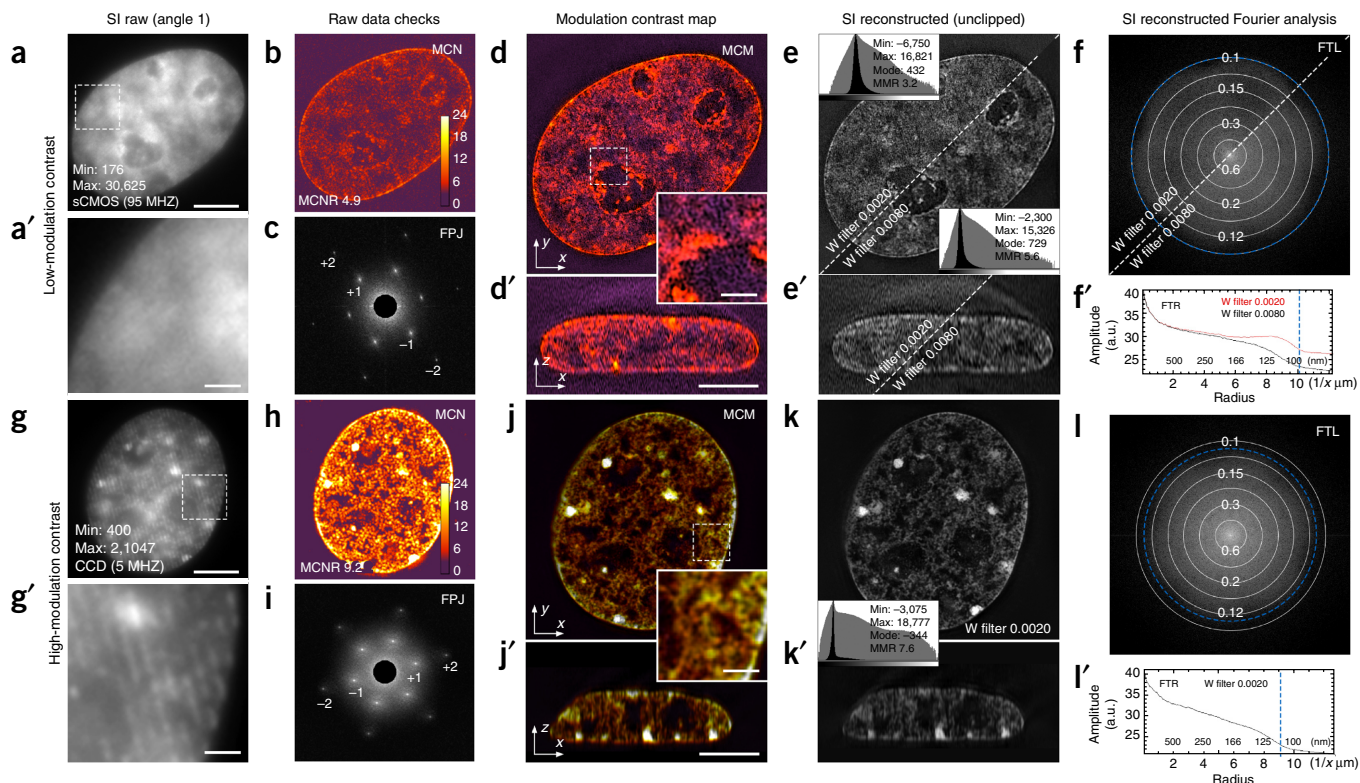 SI raw (angle 1)
Raw data checks
Modulation contrast map
SI reconstructed (unclipped)
SI reconstructed Fourier analysis
Low-modulation contrast
a
Min: 176
Max: 30,625
sCMOS (95 MHZ)
a′
b
MCN
24
18
12
6
0
MCNR 4.9
c
FPJ
+2
+1
−1
−2
d
MCM
y
x
d′
z
x
e
Min: −6,750
Max: 16,821
Mode: 432
MMR 3.2
W filter 0.0020
W filter 0.0080
Min: −2,300
Max: 15,326
Mode: 729
MMR 5.6
e′
W filter 0.0020
W filter 0.0080
f
FTL
0.1
0.15
0.3
0.6
0.2
0.12
W filter 0.0020
W filter 0.0080
f′
Amplitude
(a.u.)
40
35
30
25
FTR
W filter 0.0020
W filter 0.0080
500 250 166 125 100 (nm)
0 2 4 6 8 10 (1/x µm)
Radius
High-modulation contrast
g
Min: 400
Max: 2,1047
CCD (5 MHZ)
g′
h
MCN
24
18
12
6
0
MCNR 9.2
i
FPJ
+2
+1
−1
−2
j
MCM
y
x
j′
z
x
k
W filter 0.0020
Min: −3,075
Max: 18,777
Mode: −344
MMR 7.6
k′
l
FTL
0.1
0.15
0.3
0.6
0.2
0.12
l′
Amplitude
(a.u.)
40
35
30
25
FTR
W filter 0.0020
500 250 166 125 100 (nm)
0 2 4 6 8 10 (1/x µm)
Radius